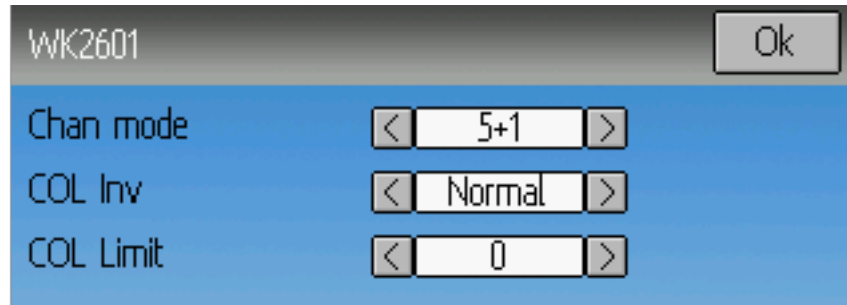 WK2601 Ok
Chan mode < 5+1 >
COL Inv < Normal >
COL Limit < 0 >